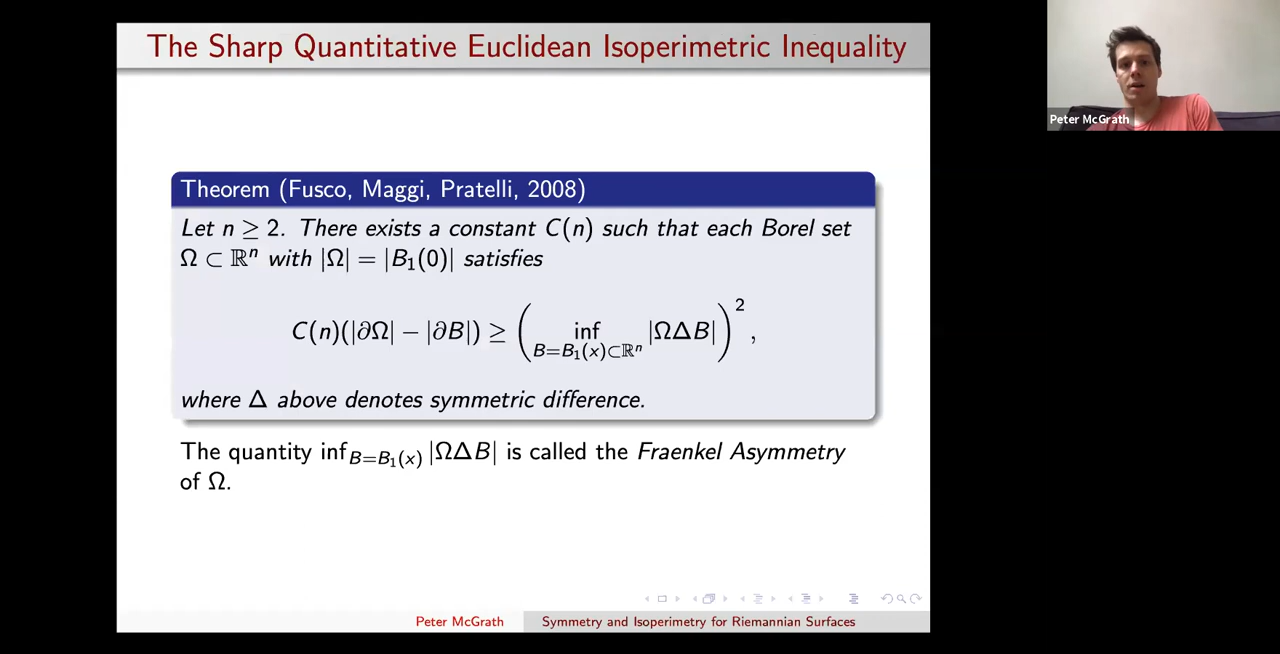 The Sharp Quantitative Euclidean Isoperimetric Inequality
Peter McGrath
Theorem (Fusco, Maggi, Pratelli, 2008)
Let n ≥ 2. There exists a constant C(n) such that each Borel set
Ω ⊂ ℝⁿ with |Ω| = |B₁(0)| satisfies
C(n)(|∂Ω| − |∂B|) ≥ ( inf_{B=B₁(x)⊂ℝⁿ} |ΩΔB| )²,
where Δ above denotes symmetric difference.
The quantity inf_{B=B₁(x)} |ΩΔB| is called the Fraenkel Asymmetry
of Ω.
Peter McGrath Symmetry and Isoperimetry for Riemannian Surfaces